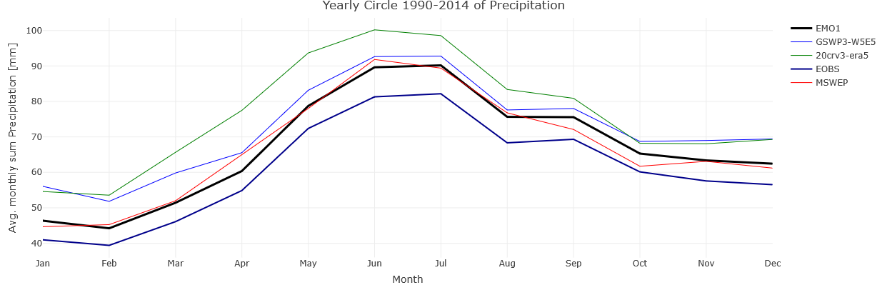 Yearly Circle 1990-2014 of Precipitation
Avg. monthly sum Precipitation [mm]
100
90
80
70
60
50
40
Jan Feb Mar Apr May Jun Jul Aug Sep Oct Nov Dec
Month
EMO1
GSWP3-W5E5
20crv3-era5
EOBS
MSWEP